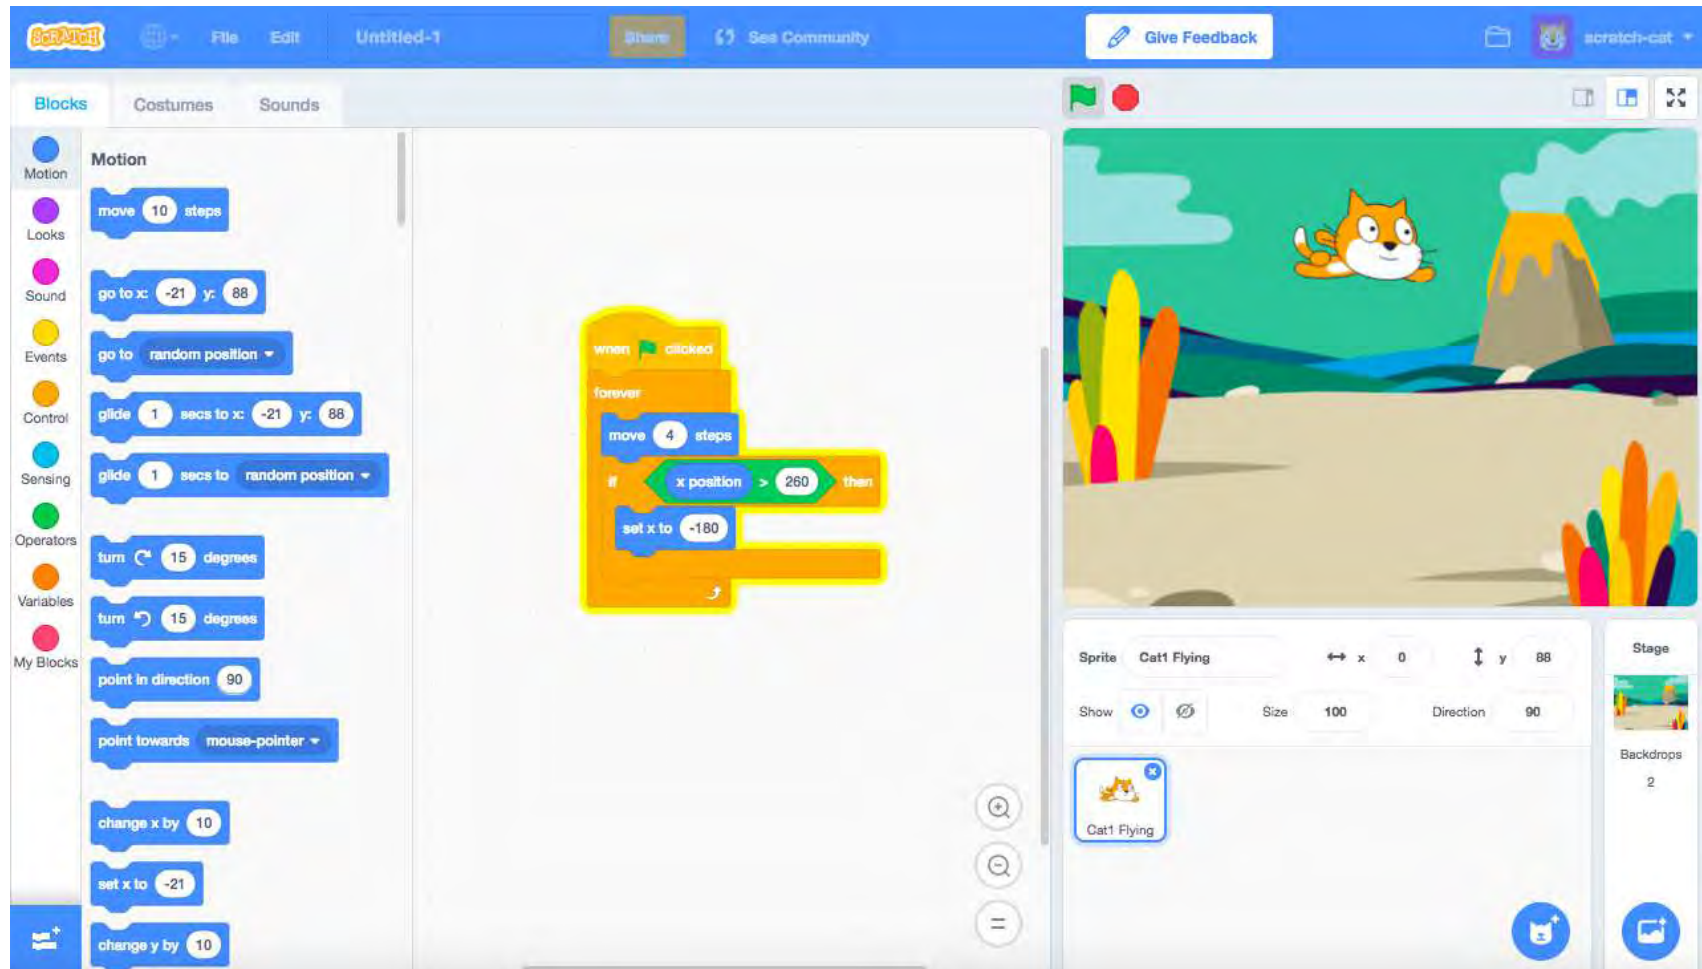 SCRATCH File Edit Untitled-1 Share See Community Give Feedback scratch-cat
Blocks Costumes Sounds
Motion
Looks
Sound
Events
Control
Sensing
Operators
Variables
My Blocks
Motion
move 10 steps
go to x: -21 y: 88
go to random position
glide 1 secs to x: -21 y: 88
glide 1 secs to random position
turn 15 degrees
turn 15 degrees
point in direction 90
point towards mouse-pointer
change x by 10
set x to -21
change y by 10
when clicked
forever
move 4 steps
if x position > 260 then
set x to -180
Sprite Cat1 Flying x 0 y 88
Show Size 100 Direction 90
Cat1 Flying
Stage
Backdrops
2